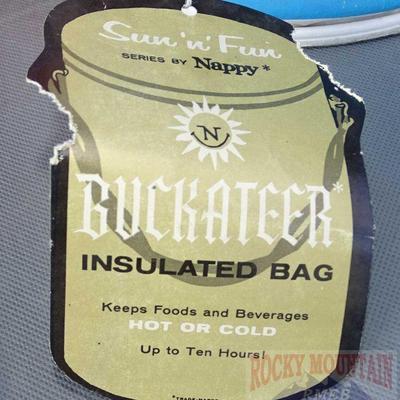 Sun 'n' Fun
SERIES BY Nappy*
N
BUCKATEER*
INSULATED BAG
Keeps Foods and Beverages
HOT OR COLD
Up to Ten Hours!
ROCKY MOUNTAIN